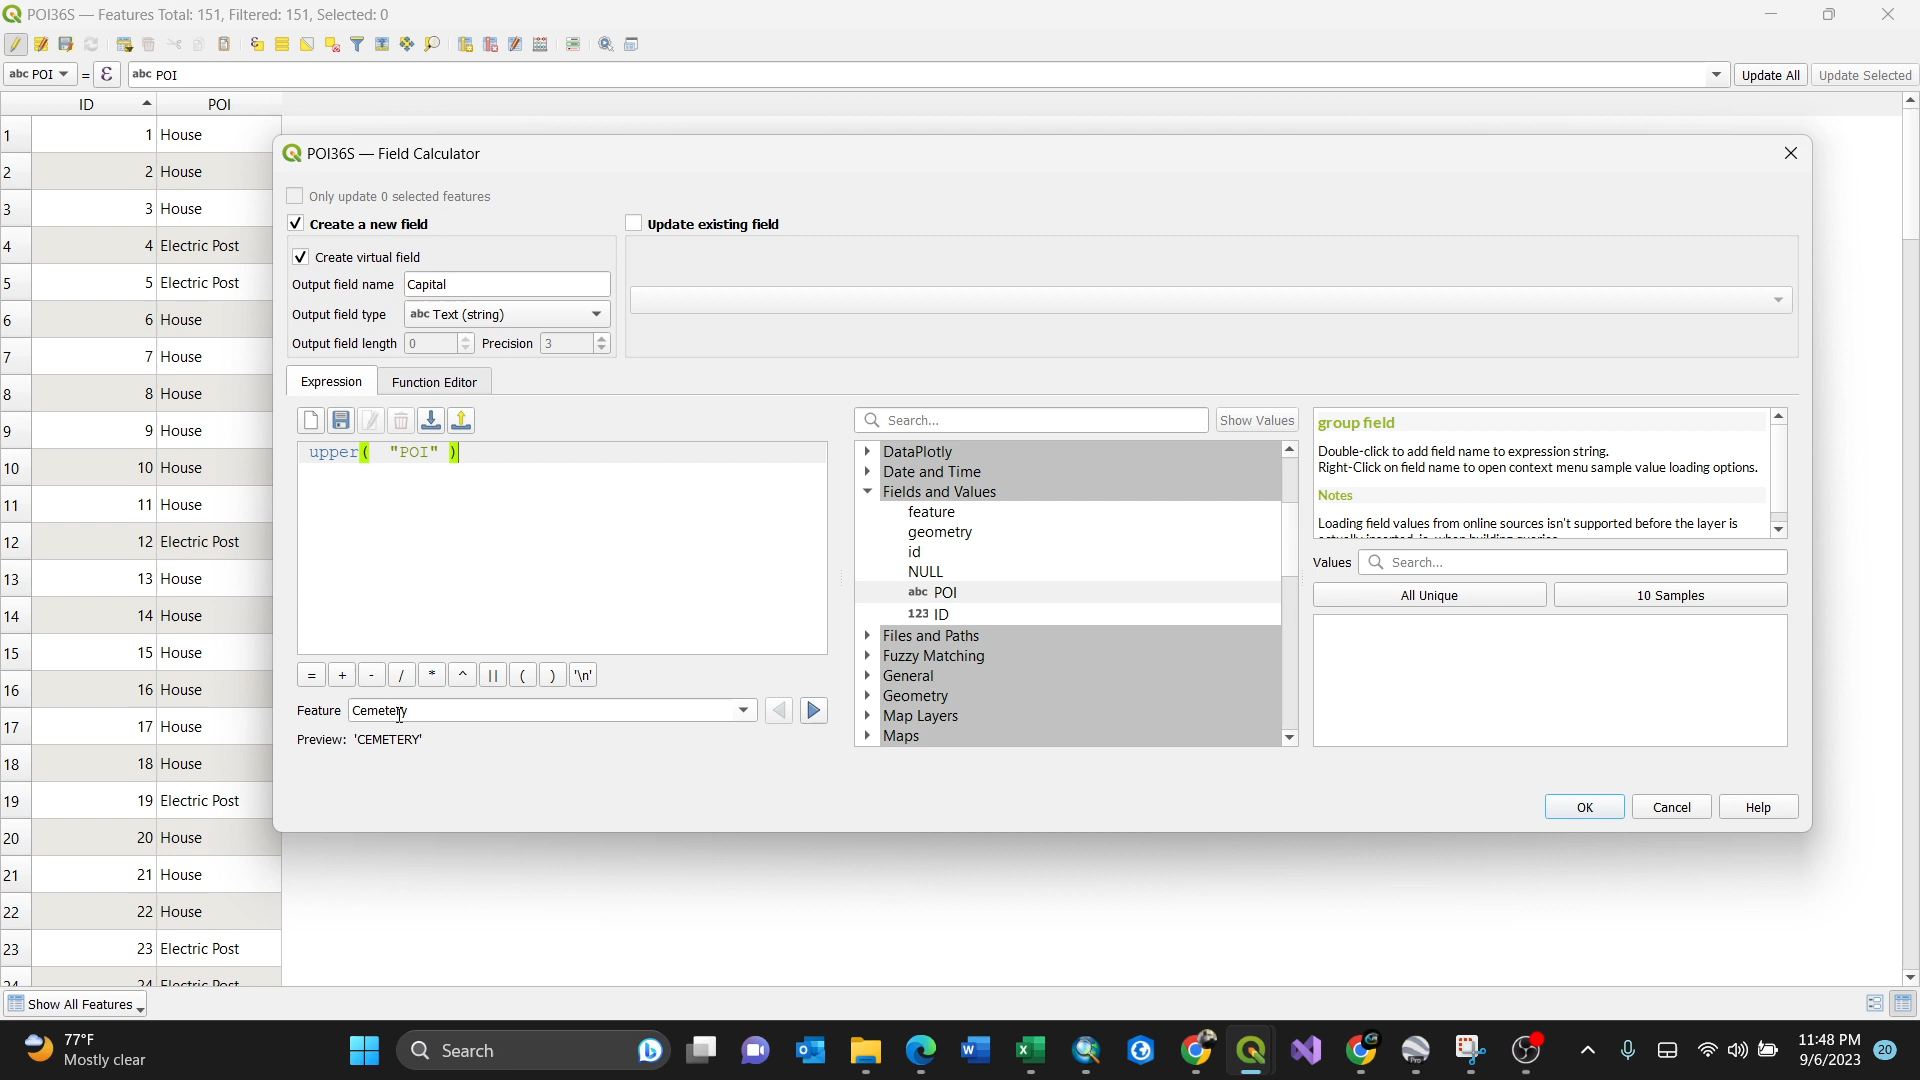 POI36S — Features Total: 151, Filtered: 151, Selected: 0
abc POI = ε abc POI Update All Update Selected
ID POI
1 1 House
2 2 House
3 3 House
4 4 Electric Post
5 5 Electric Post
6 6 House
7 7 House
8 8 House
9 9 House
10 10 House
11 11 House
12 12 Electric Post
13 13 House
14 14 House
15 15 House
16 16 House
17 17 House
18 18 House
19 19 Electric Post
20 20 House
21 21 House
22 22 House
23 23 Electric Post
24 24 Electric Post
Show All Features
POI36S — Field Calculator
Only update 0 selected features
Create a new field
Update existing field
Create virtual field
Output field name Capital
Output field type abc Text (string)
Output field length 0 Precision 3
Expression Function Editor
upper( "POI" )
= + - / * ^ || ( ) '\n'
Feature Cemetery
Preview: 'CEMETERY'
Search... Show Values
DataPlotly
Date and Time
Fields and Values
feature
geometry
id
NULL
abc POI
123 ID
Files and Paths
Fuzzy Matching
General
Geometry
Map Layers
Maps
group field
Double-click to add field name to expression string.
Right-Click on field name to open context menu sample value loading options.
Notes
Loading field values from online sources isn't supported before the layer is
Values Search...
All Unique 10 Samples
OK Cancel Help
77°F
Mostly clear
Search
11:48 PM
9/6/2023
20